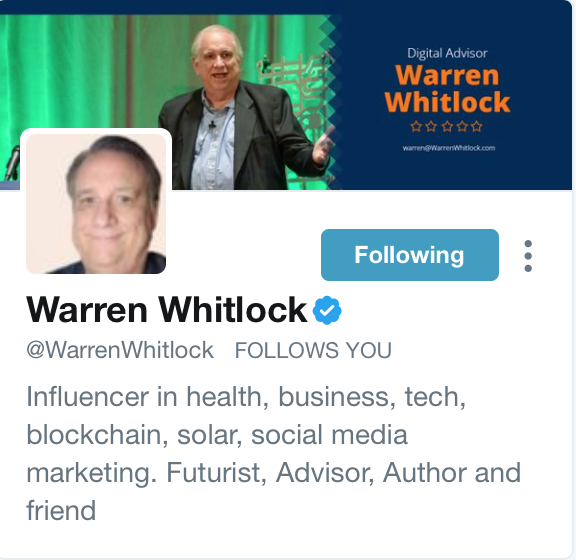 Digital Advisor
Warren
Whitlock
warren@WarrenWhitlock.com
Following
Warren Whitlock
@WarrenWhitlock FOLLOWS YOU
Influencer in health, business, tech,
blockchain, solar, social media
marketing. Futurist, Advisor, Author and
friend